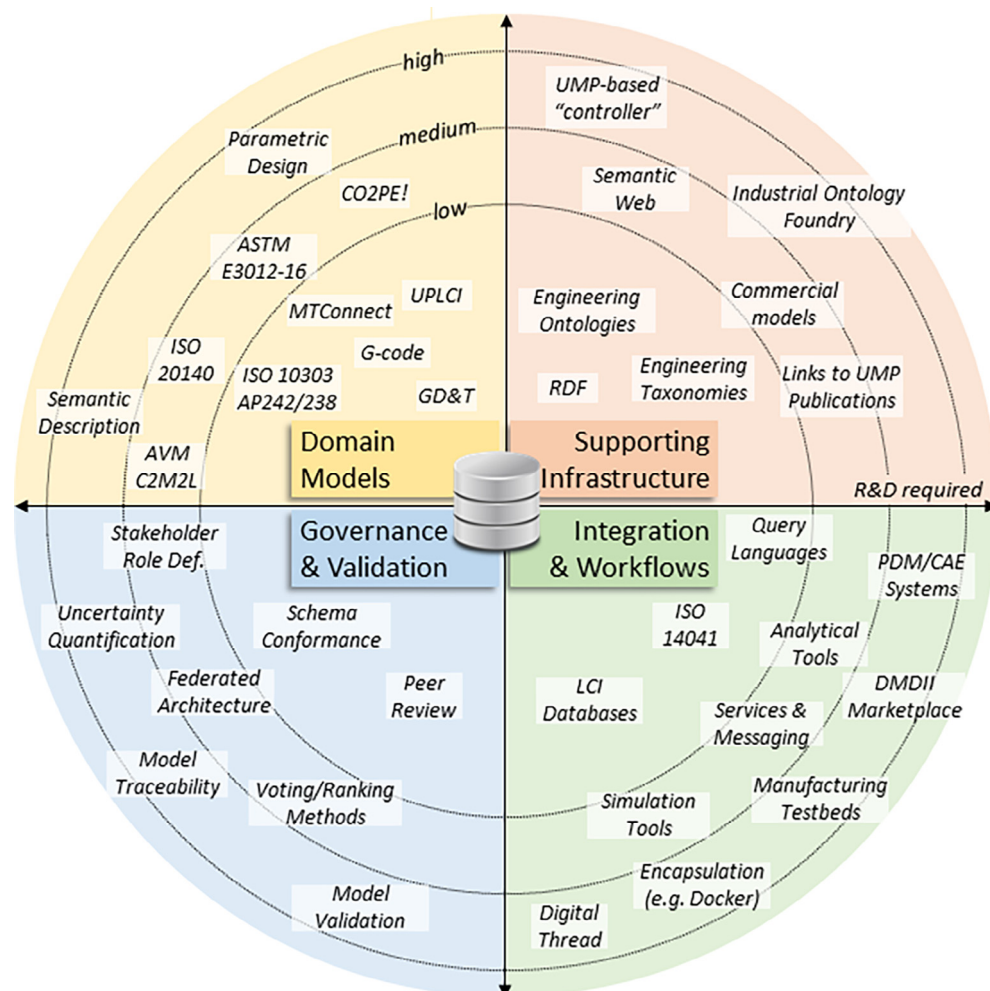 high
medium
low
Parametric
Design
CO2PE!
ASTM
E3012-16
MTConnect
UPLCI
G-code
ISO
20140
ISO 10303
AP242/238
GD&T
Semantic
Description
AVM
C2M2L
Domain
Models
UMP-based
“controller”
Semantic
Web
Industrial Ontology
Foundry
Engineering
Ontologies
Commercial
models
RDF
Engineering
Taxonomies
Links to UMP
Publications
Supporting
Infrastructure
R&D required
Governance
& Validation
Stakeholder
Role Def.
Uncertainty
Quantification
Schema
Conformance
Federated
Architecture
Peer
Review
Model
Traceability
Voting/Ranking
Methods
Model
Validation
Integration
& Workflows
Query
Languages
PDM/CAE
Systems
ISO
14041
Analytical
Tools
LCI
Databases
DMDII
Marketplace
Services &
Messaging
Manufacturing
Testbeds
Simulation
Tools
Encapsulation
(e.g. Docker)
Digital
Thread